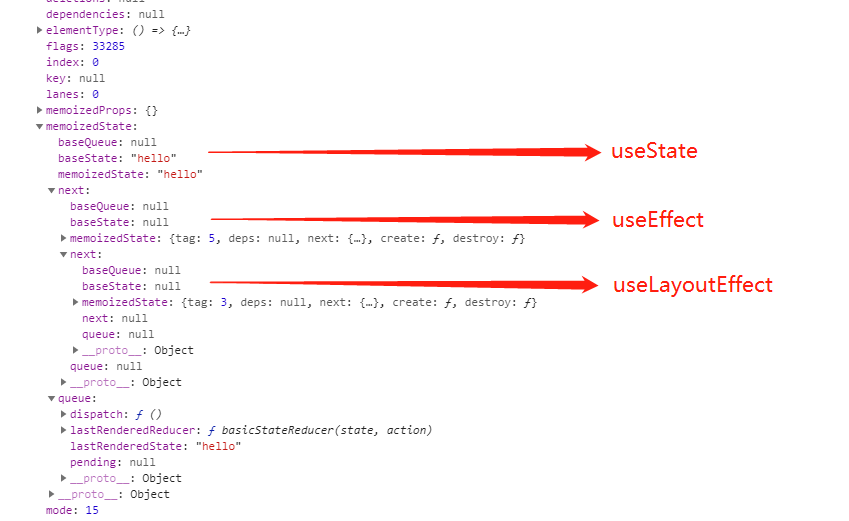 deletions: null
dependencies: null
elementType: () => {…}
flags: 33285
index: 0
key: null
lanes: 0
memoizedProps: {}
memoizedState:
baseQueue: null
baseState: "hello"
useState
memoizedState: "hello"
next:
baseQueue: null
baseState: null
useEffect
memoizedState: {tag: 5, deps: null, next: {…}, create: ƒ, destroy: ƒ}
next:
baseQueue: null
baseState: null
useLayoutEffect
memoizedState: {tag: 3, deps: null, next: {…}, create: ƒ, destroy: ƒ}
next: null
queue: null
__proto__: Object
queue: null
__proto__: Object
queue:
dispatch: ƒ ()
lastRenderedReducer: ƒ basicStateReducer(state, action)
lastRenderedState: "hello"
pending: null
__proto__: Object
__proto__: Object
mode: 15